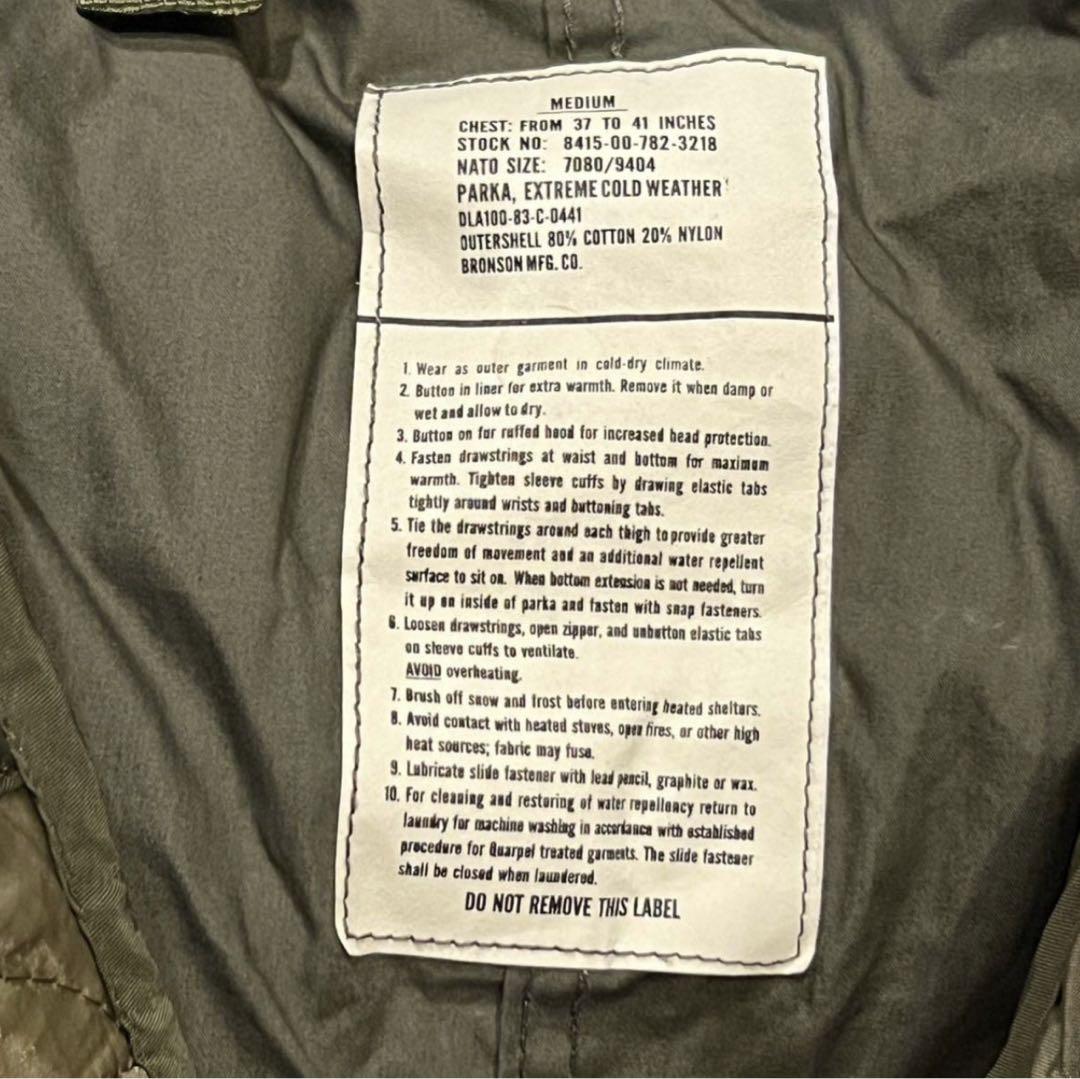 MEDIUM
CHEST: FROM 37 TO 41 INCHES
STOCK NO: 8415-00-782-3218
NATO SIZE: 7080/9404
PARKA, EXTREME COLD WEATHER
DLA100-83-C-0441
OUTERSHELL 80% COTTON 20% NYLON
BRONSON MFG. CO.
1. Wear as outer garment in cold-dry climate.
2. Button in liner for extra warmth. Remove it when damp or
wet and allow to dry.
3. Button on fur ruffed hood for increased head protection.
4. Fasten drawstrings at waist and bottom for maximum
warmth. Tighten sleeve cuffs by drawing elastic tabs
tightly around wrists and buttoning tabs.
5. Tie the drawstrings around each thigh to provide greater
freedom of movement and an additional water repellent
surface to sit on. When bottom extension is not needed, turn
it up on inside of parka and fasten with snap fasteners.
6. Loosen drawstrings, open zipper, and unbutton elastic tabs
on sleeve cuffs to ventilate.
AVOID overheating.
7. Brush off snow and frost before entering heated shelters.
8. Avoid contact with heated stoves, open fires, or other high
heat sources; fabric may fuse.
9. Lubricate slide fastener with lead pencil, graphite or wax.
10. For cleaning and restoring of water repellancy return to
laundry for machine washing in accordance with established
procedure for Quarpel treated garments. The slide fastener
shall be closed when laundered.
DO NOT REMOVE THIS LABEL